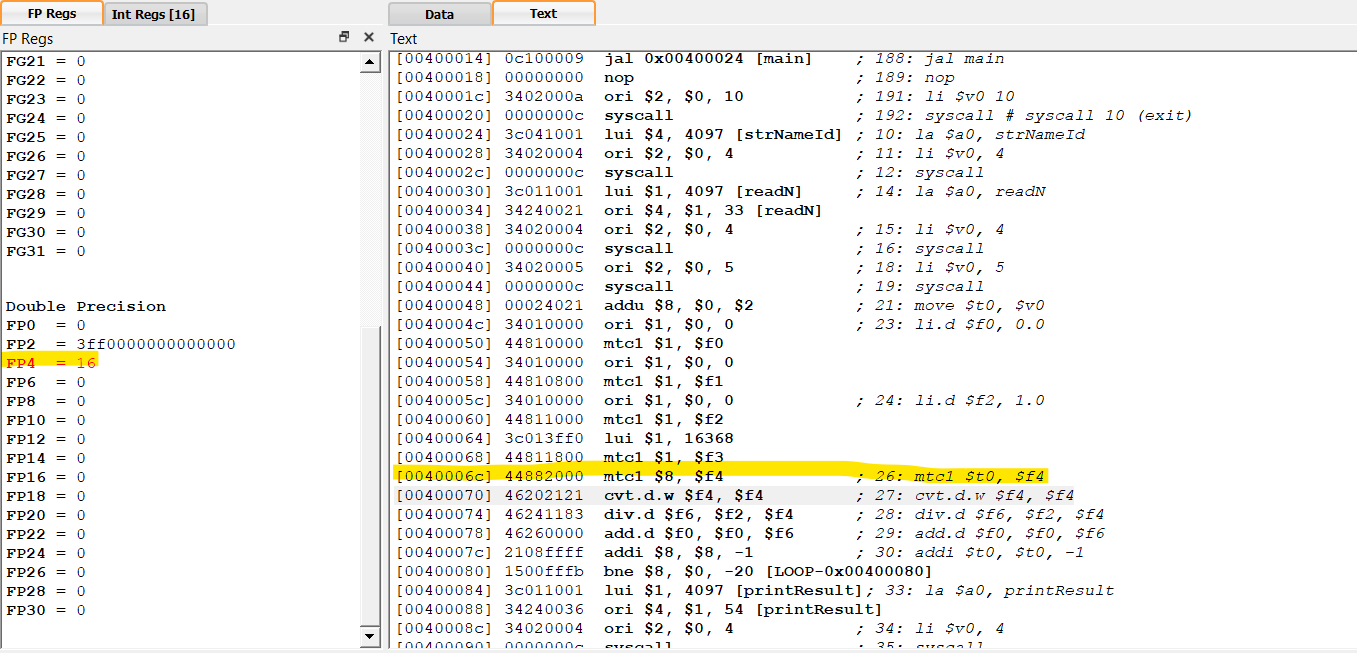 FP Regs Int Regs [16] Data Text
FP Regs Text
FG21 = 0
FG22 = 0
FG23 = 0
FG24 = 0
FG25 = 0
FG26 = 0
FG27 = 0
FG28 = 0
FG29 = 0
FG30 = 0
FG31 = 0
Double Precision
FP0 = 0
FP2 = 3ff0000000000000
FP4 = 16
FP6 = 0
FP8 = 0
FP10 = 0
FP12 = 0
FP14 = 0
FP16 = 0
FP18 = 0
FP20 = 0
FP22 = 0
FP24 = 0
FP26 = 0
FP28 = 0
FP30 = 0
[00400014] 0c100009 jal 0x00400024 [main] ; 188: jal main
[00400018] 00000000 nop ; 189: nop
[0040001c] 3402000a ori $2, $0, 10 ; 191: li $v0 10
[00400020] 0000000c syscall ; 192: syscall # syscall 10 (exit)
[00400024] 3c041001 lui $4, 4097 [strNameId] ; 10: la $a0, strNameId
[00400028] 34020004 ori $2, $0, 4 ; 11: li $v0, 4
[0040002c] 0000000c syscall ; 12: syscall
[00400030] 3c011001 lui $1, 4097 [readN] ; 14: la $a0, readN
[00400034] 34240021 ori $4, $1, 33 [readN]
[00400038] 34020004 ori $2, $0, 4 ; 15: li $v0, 4
[0040003c] 0000000c syscall ; 16: syscall
[00400040] 34020005 ori $2, $0, 5 ; 18: li $v0, 5
[00400044] 0000000c syscall ; 19: syscall
[00400048] 00024021 addu $8, $0, $2 ; 21: move $t0, $v0
[0040004c] 34010000 ori $1, $0, 0 ; 23: li.d $f0, 0.0
[00400050] 44810000 mtc1 $1, $f0
[00400054] 34010000 ori $1, $0, 0
[00400058] 44810800 mtc1 $1, $f1
[0040005c] 34010000 ori $1, $0, 0 ; 24: li.d $f2, 1.0
[00400060] 44811000 mtc1 $1, $f2
[00400064] 3c013ff0 lui $1, 16368
[00400068] 44811800 mtc1 $1, $f3
[0040006c] 44882000 mtc1 $8, $f4 ; 26: mtc1 $t0, $f4
[00400070] 46202121 cvt.d.w $f4, $f4 ; 27: cvt.d.w $f4, $f4
[00400074] 46241183 div.d $f6, $f2, $f4 ; 28: div.d $f6, $f2, $f4
[00400078] 46260000 add.d $f0, $f0, $f6 ; 29: add.d $f0, $f0, $f6
[0040007c] 2108ffff addi $8, $8, -1 ; 30: addi $t0, $t0, -1
[00400080] 1500fffb bne $8, $0, -20 [LOOP-0x00400080]
[00400084] 3c011001 lui $1, 4097 [printResult]; 33: la $a0, printResult
[00400088] 34240036 ori $4, $1, 54 [printResult]
[0040008c] 34020004 ori $2, $0, 4 ; 34: li $v0, 4
[00400090] 0000000c syscall ; 35: syscall